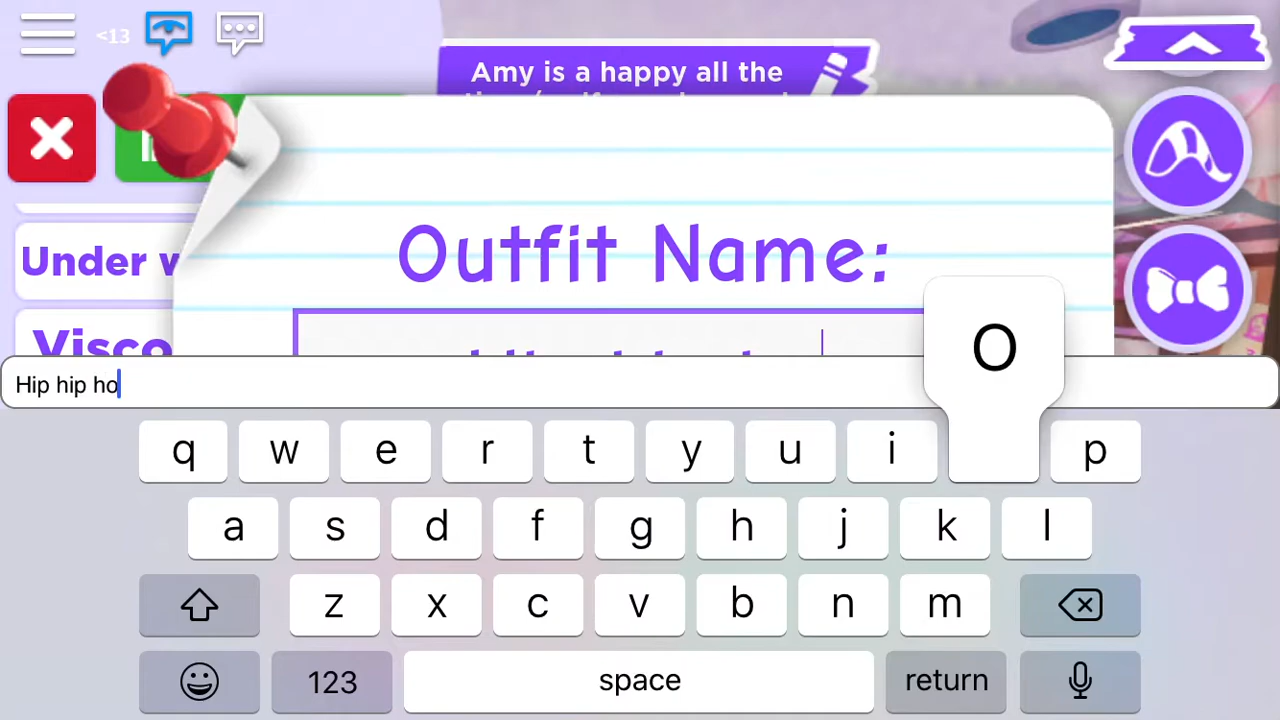 <13
Amy is a happy all the
Outfit Name:
Under w
Visco
Hip hip ho
O
q w e r t y u i p
a s d f g h j k l
z x c v b n m
123 space return